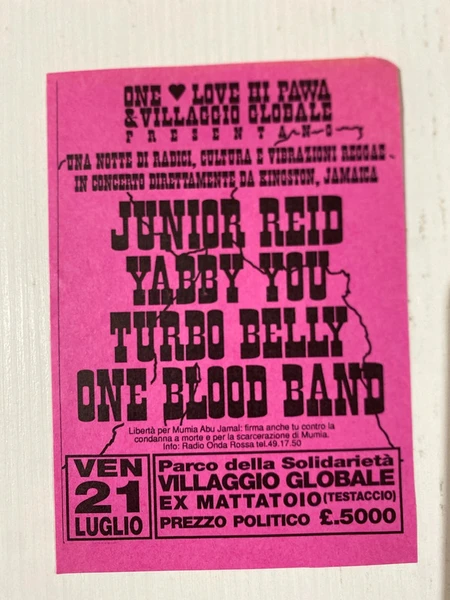 ONE ♥ LOVE HI PAWA
& VILLAGGIO GLOBALE
PRESENTANO
UNA NOTTE DI RADICI, CULTURA E VIBRAZIONI REGGAE
IN CONCERTO DIRETTAMENTE DA KINGSTON, JAMAICA
JUNIOR REID
YABBY YOU
TURBO BELLY
ONE BLOOD BAND
Libertà per Mumia Abu Jamal: firma anche tu contro la
condanna a morte e per la scarcerazione di Mumia.
Info: Radio Onda Rossa tel.49.17.50
VEN
21
LUGLIO
Parco della Solidarietà
VILLAGGIO GLOBALE
EX MATTATOIO (TESTACCIO)
PREZZO POLITICO £.5000